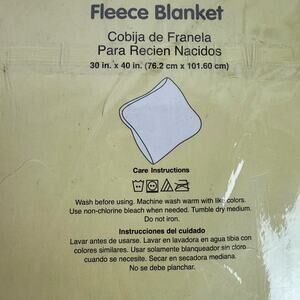 Fleece Blanket
Cobija de Franela
Para Recien Nacidos
30 in. x 40 in. (76.2 cm x 101.60 cm)
Care Instructions
Wash before using. Machine wash warm with like colors.
Use non-chlorine bleach when needed. Tumble dry medium.
Do not iron.
Instrucciones del cuidado
Lavar antes de usarse. Lavar en lavadora en agua tibia con
colores similares. Usar solamente blanqueador sin cloro
cuando se necesite. Secar en secadora mediana.
No se debe planchar.